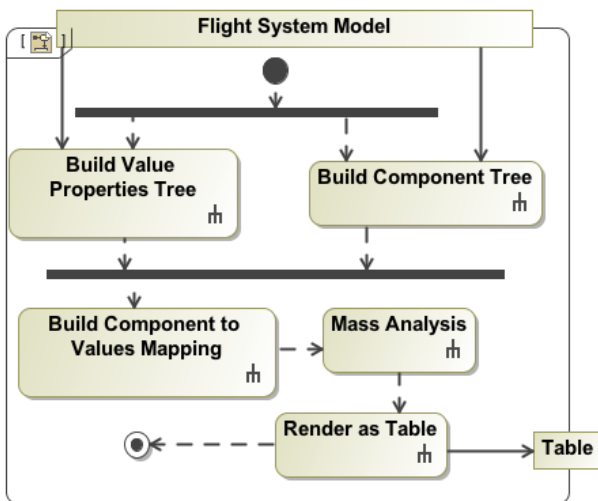 Flight System Model
[ ]
Build Value
Properties Tree
Build Component Tree
Build Component to
Values Mapping
Mass Analysis
Render as Table
Table